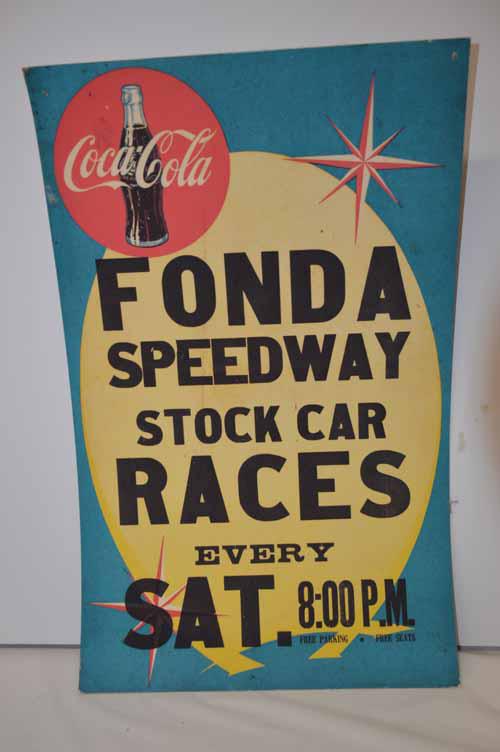 Coca-Cola
FONDA
SPEEDWAY
STOCK CAR
RACES
EVERY
SAT. 8:00 P.M.
FREE PARKING • FREE SEATS